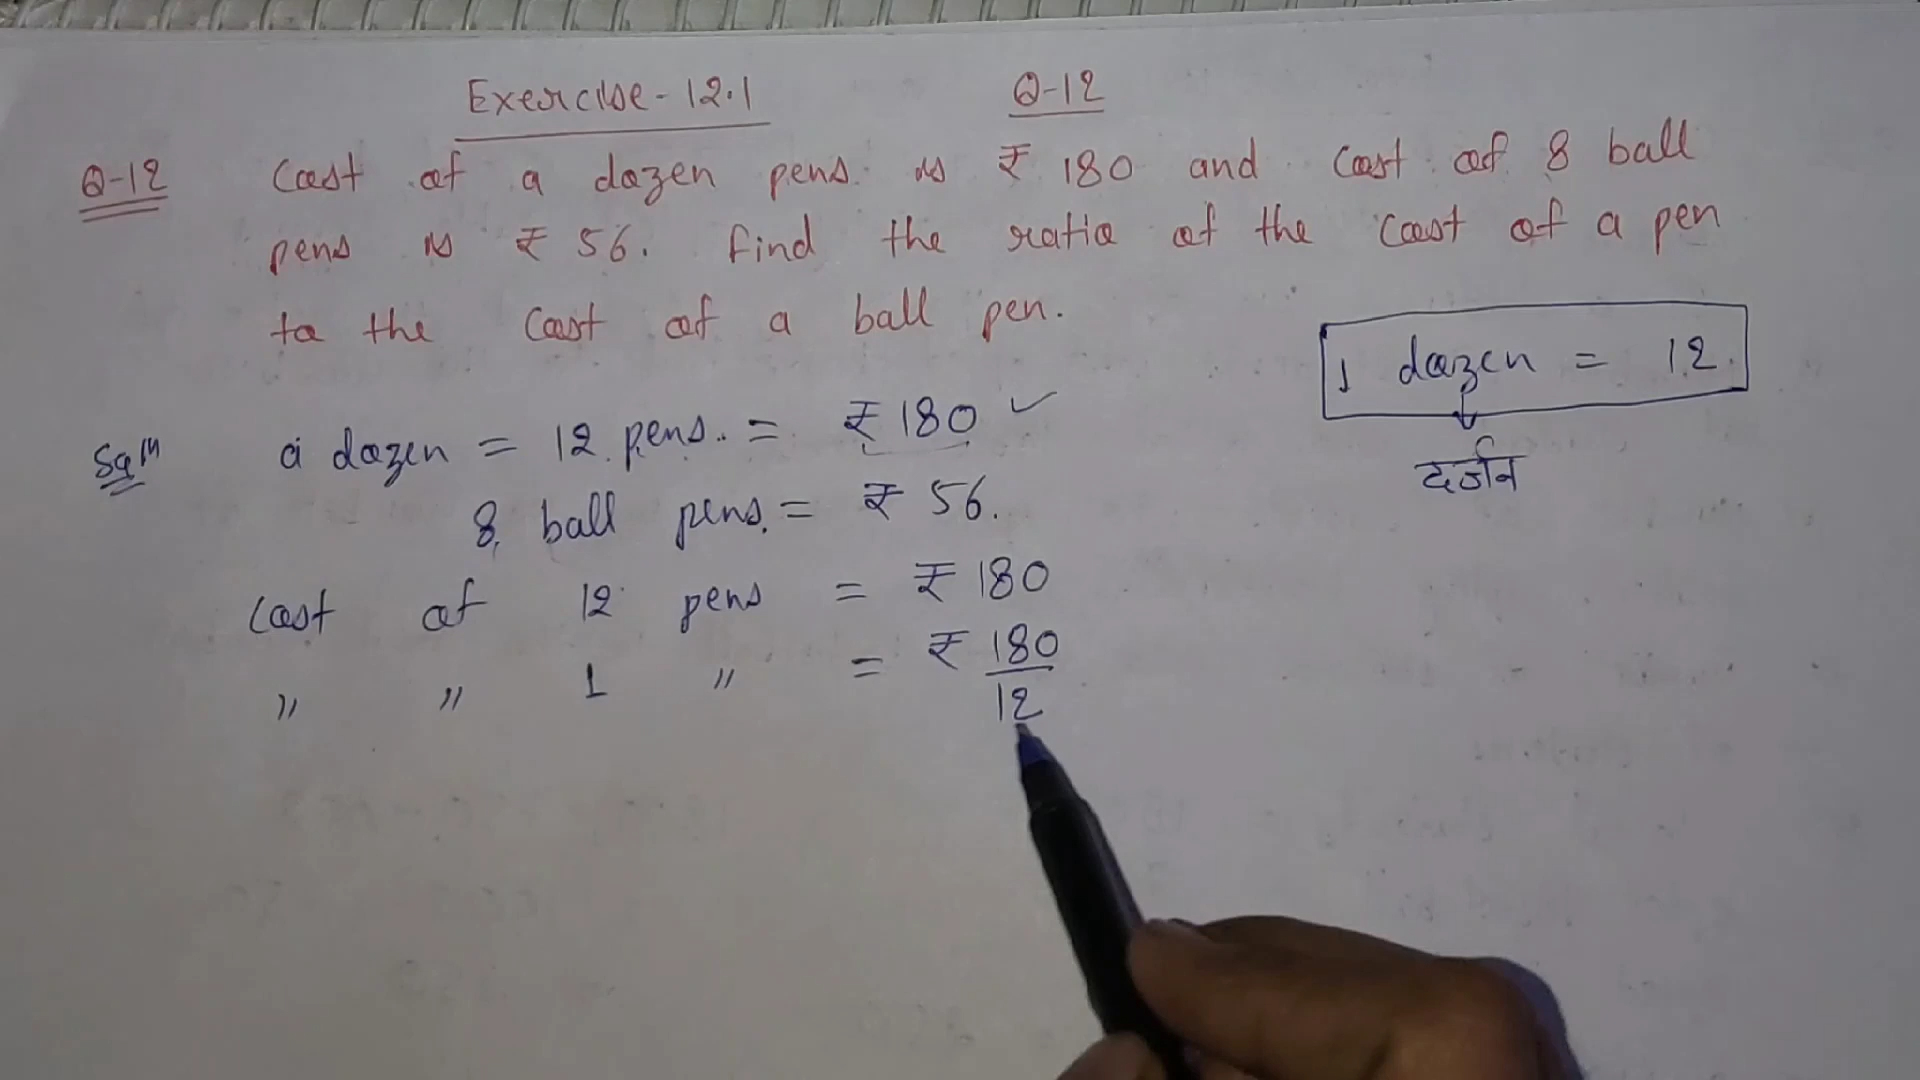 Exercise-12.1 Q-12
Q-12 Cost of a dozen pens is ₹ 180 and cost of 8 ball
pens is ₹ 56. find the ratio of the cost of a pen
to the cost of a ball pen.
1 dozen = 12
दर्जन
Solⁿ a dozen = 12 pens. = ₹ 180 ✓
8 ball pens. = ₹ 56.
Cost of 12 pens = ₹ 180
" " 1 " = ₹ 180
12